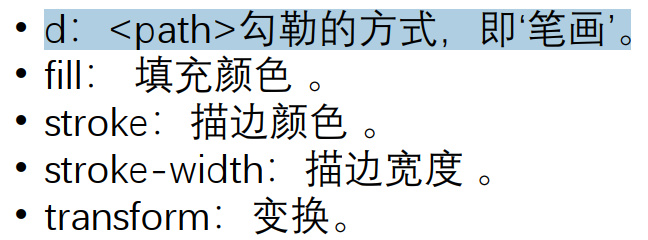 • d：<path>勾勒的方式，即‘笔画’。
• fill： 填充颜色 。
• stroke：描边颜色 。
• stroke-width：描边宽度 。
• transform：变换。